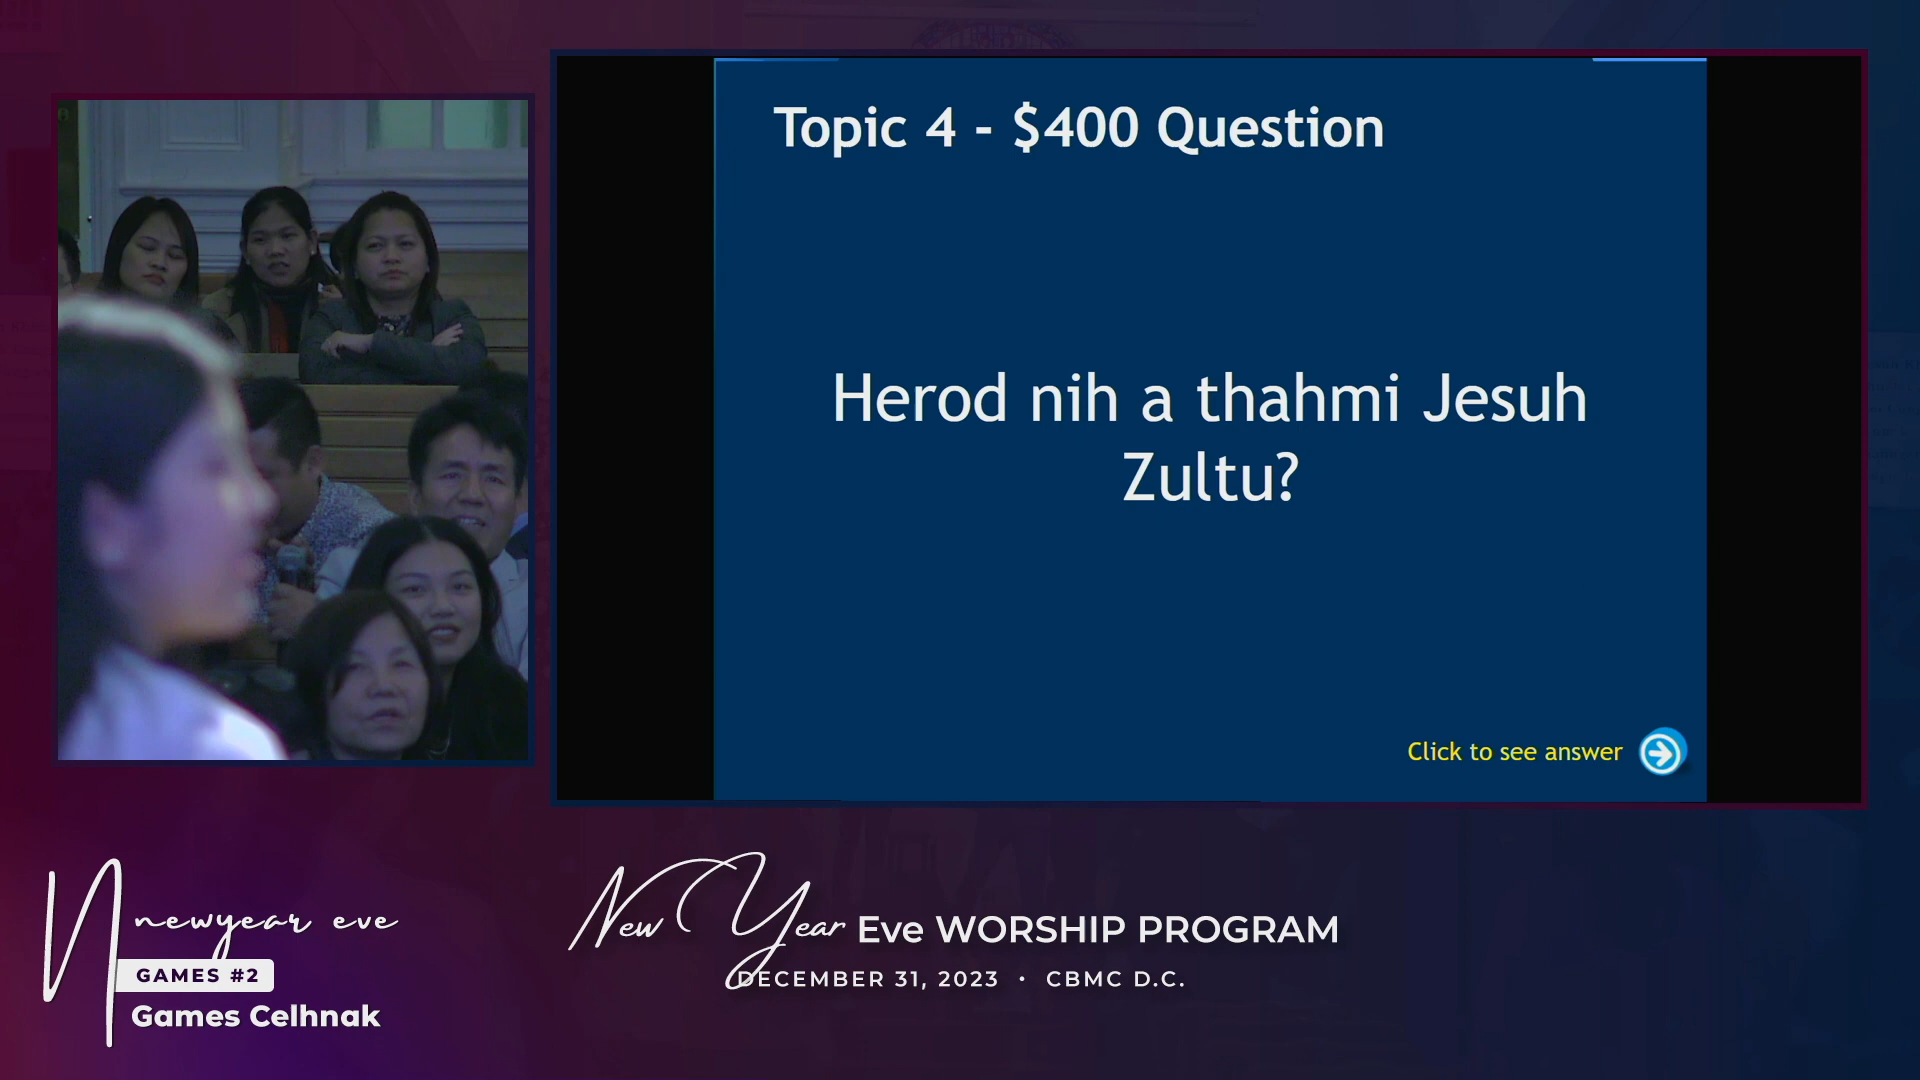 Topic 4 - $400 Question
Herod nih a thahmi Jesuh
Zultu?
Click to see answer
newyear eve
GAMES #2
Games Celhnak
New Year Eve WORSHIP PROGRAM
DECEMBER 31, 2023 • CBMC D.C.